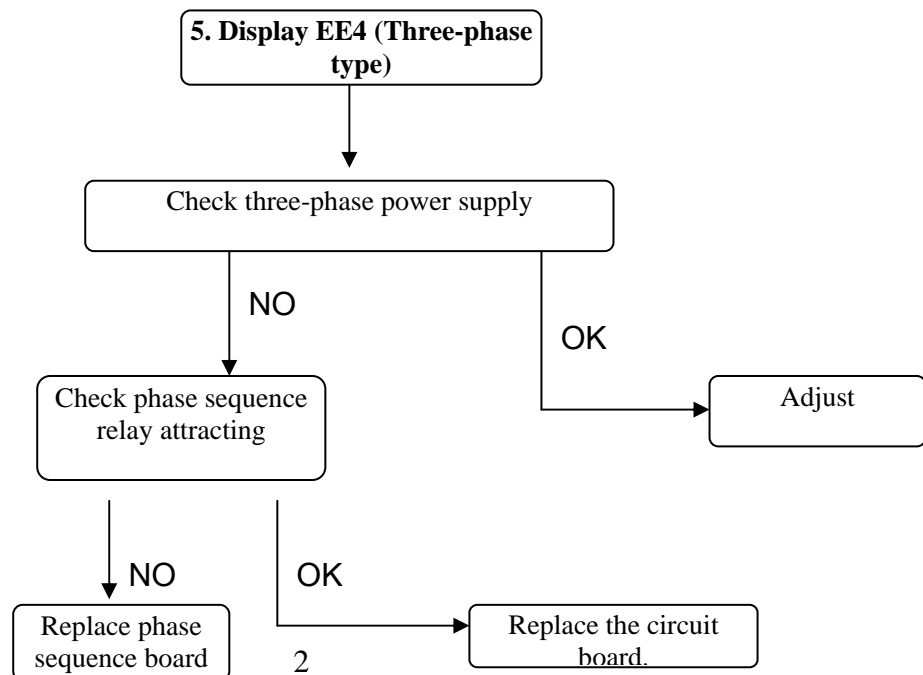 5. Display EE4 (Three-phase
type)
Check three-phase power supply
NO
OK
Check phase sequence
relay attracting
Adjust
NO
OK
Replace phase
sequence board
2
Replace the circuit
board.